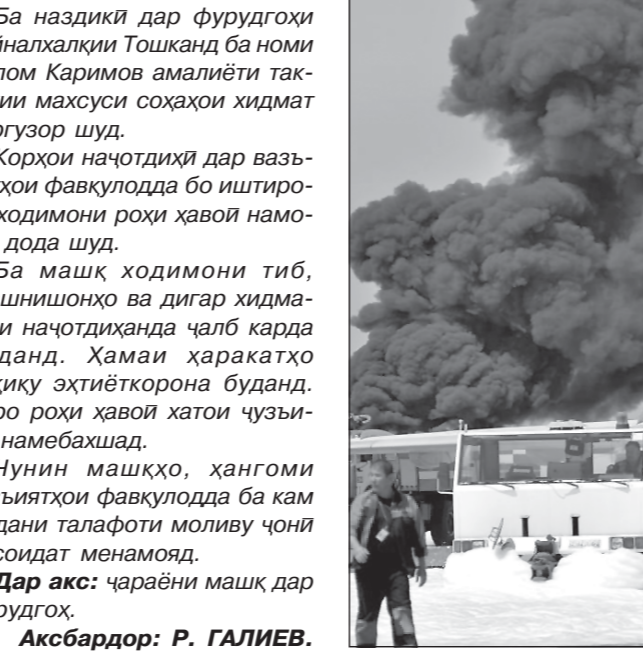 Ба наздикӣ дар фурудгоҳи
йналхалқии Тошканд ба номи
лом Каримов амалиёти так-
ии махсуси соҳаҳои хидмат
ргузор шуд.
Корҳои наҷотдиҳӣ дар вазъ-
ҳои фавқулодда бо иштиро-
ходимони роҳи ҳавоӣ намо-
дода шуд.
Ба машқ ходимони тиб,
шнишонҳо ва дигар хидма-
и наҷотдиҳанда ҷалб карда
данд. Ҳамаи ҳаракатҳо
қику эҳтиёткорона буданд.
ро роҳи ҳавоӣ хатои ҷузъи-
намебахшад.
Чунин машқҳо, ҳангоми
ъиятҳои фавқулодда ба кам
дани талафоти моливу ҷонӣ
соидат менамояд.
Дар акс: ҷараёни машқ дар
рудгоҳ.
Аксбардор: Р. ГАЛИЕВ.